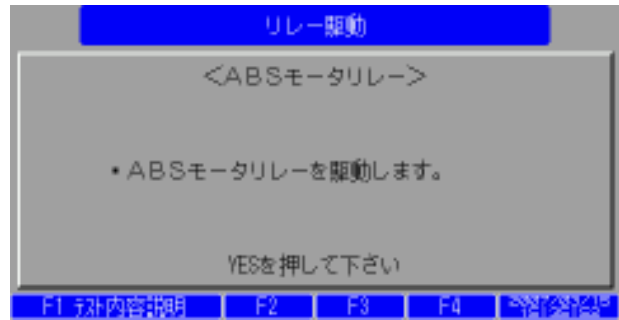 リレー駆動
<ABSモータリレー>
・ABSモータリレーを駆動します。
YESを押して下さい
F1 テスト内容説明 F2 F3 F4